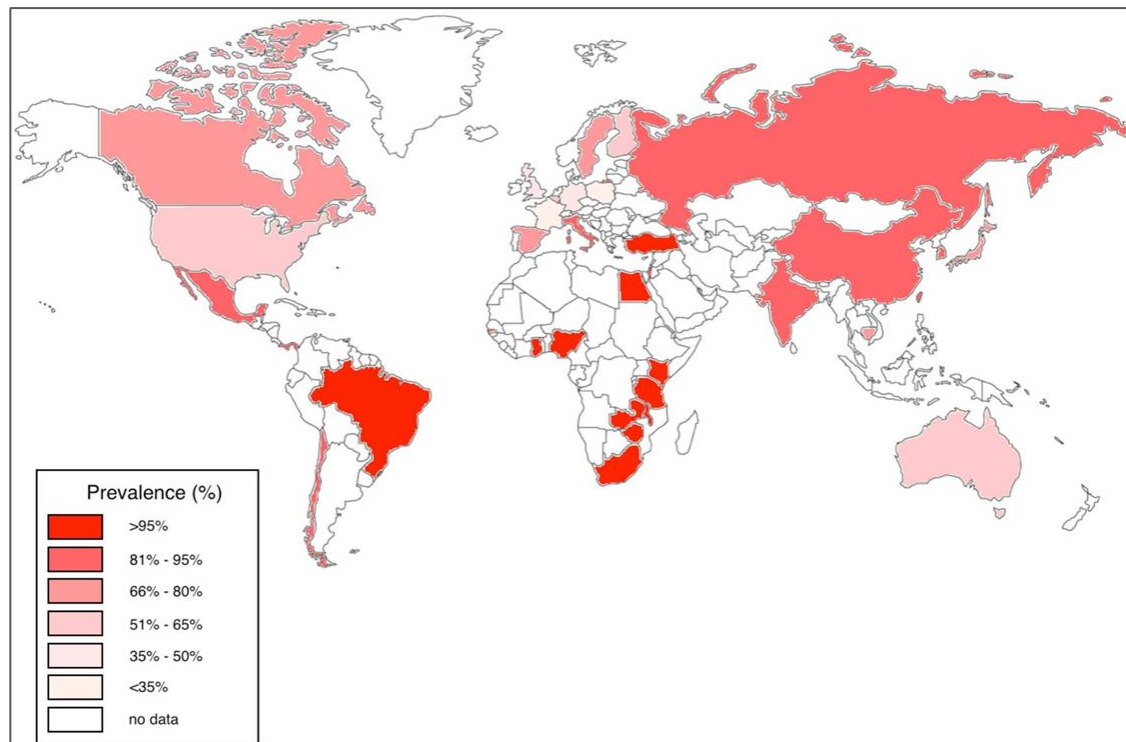 Prevalence (%)
>95%
81% - 95%
66% - 80%
51% - 65%
35% - 50%
<35%
no data